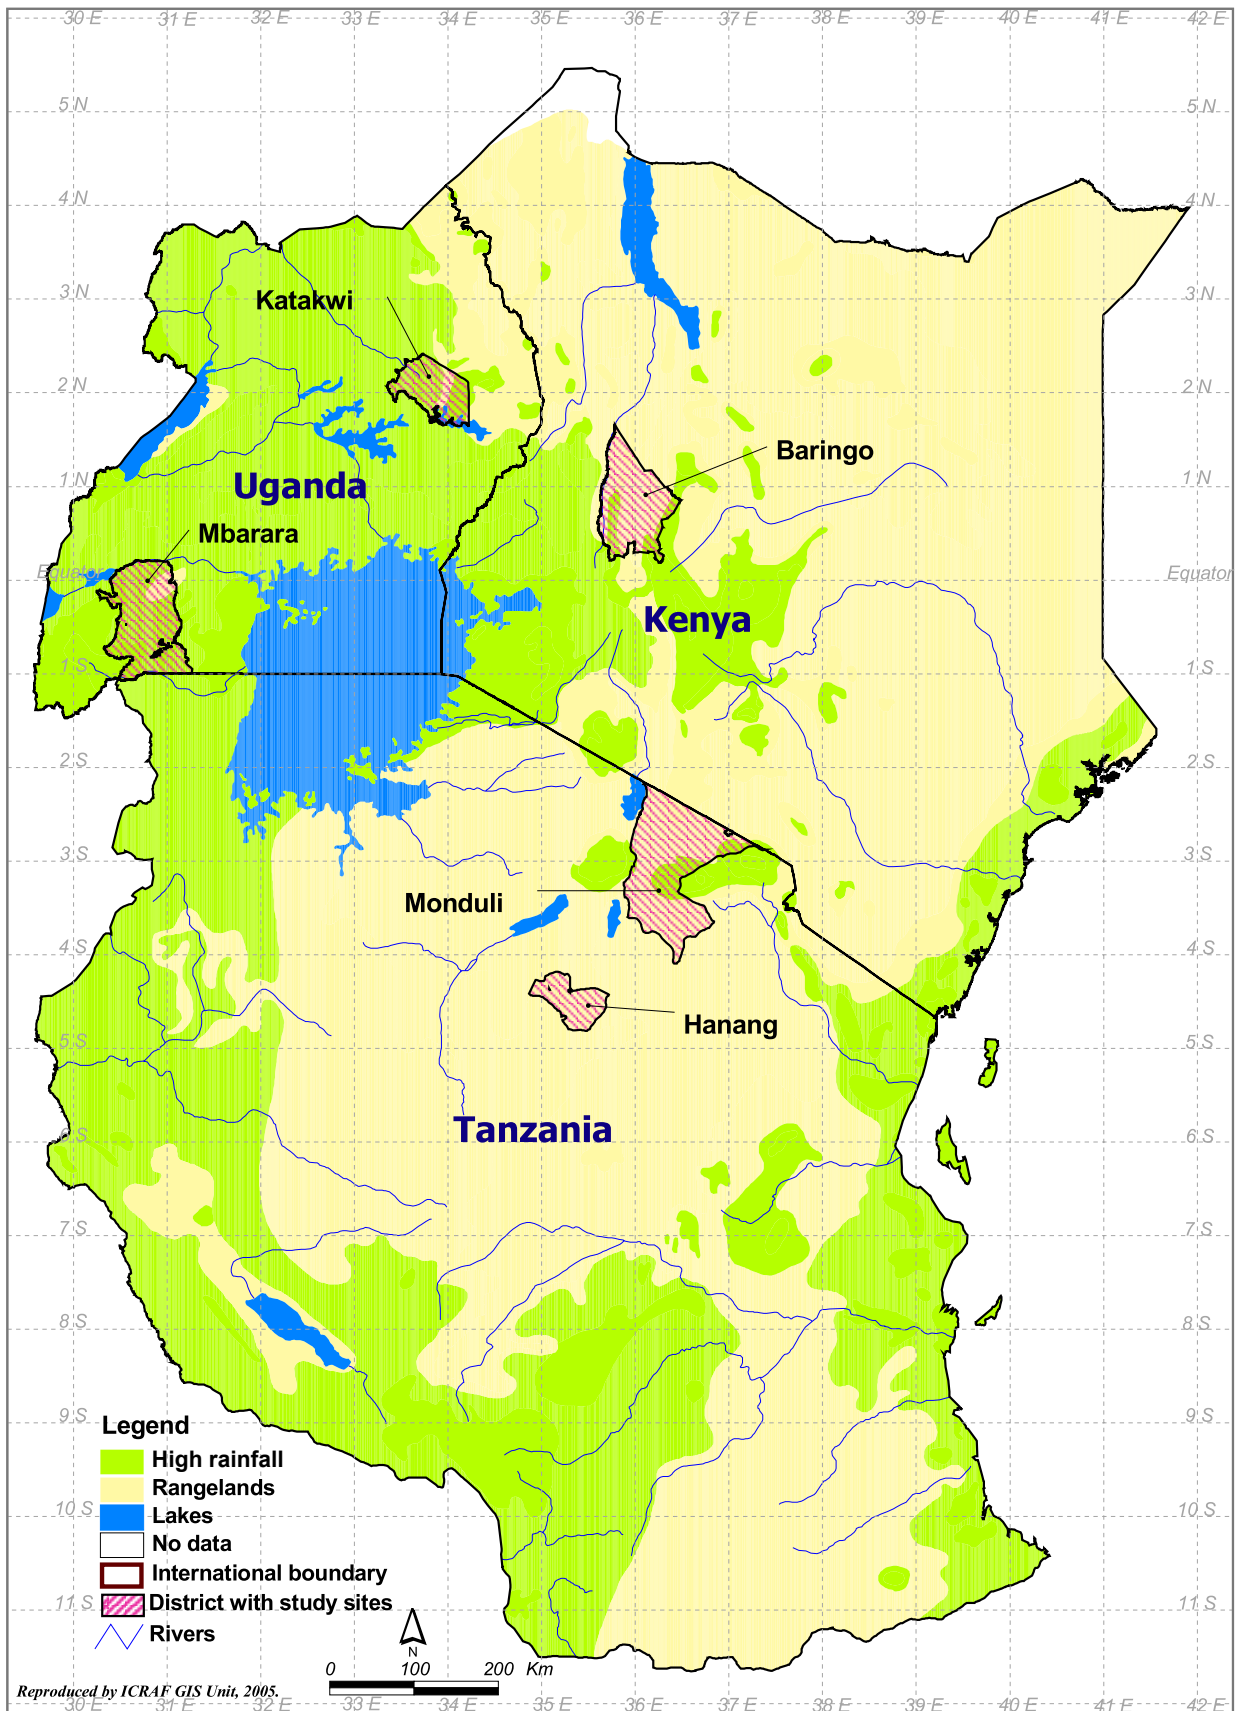 30 E 31 E 32 E 33 E 34 E 35 E 36 E 37 E 38 E 39 E 40 E 41 E 42 E
5 N 5 N
4 N 4 N
3 N 3 N
Katakwi
2 N 2 N
Baringo
1 N 1 N
Uganda
Mbarara
Equator Equator
Kenya
1 S 1 S
2 S 2 S
3 S 3 S
Monduli
4 S 4 S
Hanang
5 S 5 S
Tanzania
6 S 6 S
7 S 7 S
8 S 8 S
9 S 9 S
Legend
High rainfall
Rangelands
10 S 10 S
Lakes
No data
International boundary
District with study sites
11 S 11 S
Rivers
N
0 100 200 Km
Reproduced by ICRAF GIS Unit, 2005.
30 E 31 E 32 E 33 E 34 E 35 E 36 E 37 E 38 E 39 E 40 E 41 E 42 E